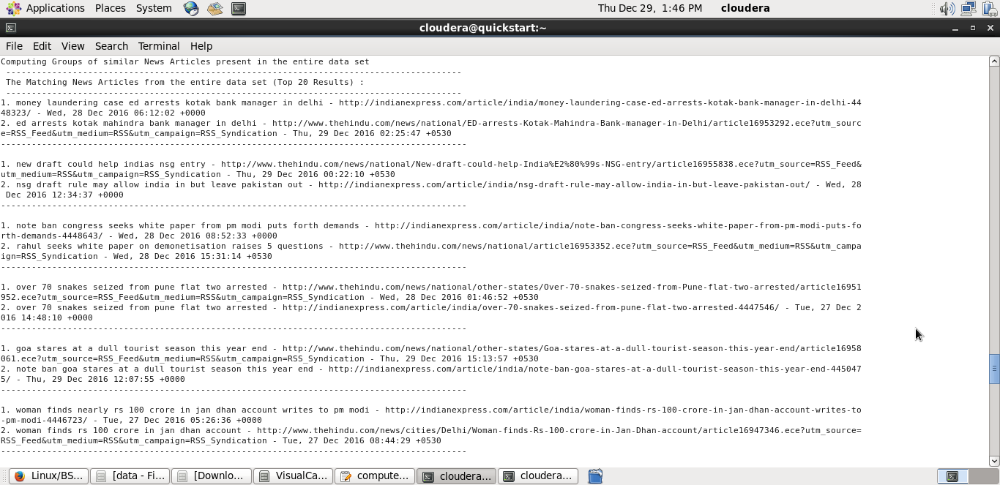 Applications Places System Thu Dec 29, 1:46 PM cloudera
cloudera@quickstart:~
File Edit View Search Terminal Help
Computing Groups of similar News Articles present in the entire data set
-----------------------------------------------------------------------------------------
The Matching News Articles from the entire data set (Top 20 Results) :
-----------------------------------------------------------------------------------------
1. money laundering case ed arrests kotak bank manager in delhi - http://indianexpress.com/article/india/money-laundering-case-ed-arrests-kotak-bank-manager-in-delhi-44
48323/ - Wed, 28 Dec 2016 06:12:02 +0000
2. ed arrests kotak mahindra bank manager in delhi - http://www.thehindu.com/news/national/ED-arrests-Kotak-Mahindra-Bank-manager-in-Delhi/article16953292.ece?utm_sourc
e=RSS_Feed&utm_medium=RSS&utm_campaign=RSS_Syndication - Thu, 29 Dec 2016 02:25:47 +0530
-------------------------------------------------------------------------------------------
1. new draft could help indias nsg entry - http://www.thehindu.com/news/national/New-draft-could-help-India%E2%80%99s-NSG-entry/article16955838.ece?utm_source=RSS_Feed&
utm_medium=RSS&utm_campaign=RSS_Syndication - Thu, 29 Dec 2016 00:22:10 +0530
2. nsg draft rule may allow india in but leave pakistan out - http://indianexpress.com/article/india/nsg-draft-rule-may-allow-india-in-but-leave-pakistan-out/ - Wed, 28
Dec 2016 12:34:37 +0000
-------------------------------------------------------------------------------------------
1. note ban congress seeks white paper from pm modi puts forth demands - http://indianexpress.com/article/india/note-ban-congress-seeks-white-paper-from-pm-modi-puts-fo
rth-demands-4448643/ - Wed, 28 Dec 2016 08:52:33 +0000
2. rahul seeks white paper on demonetisation raises 5 questions - http://www.thehindu.com/news/national/article16953352.ece?utm_source=RSS_Feed&utm_medium=RSS&utm_campa
ign=RSS_Syndication - Wed, 28 Dec 2016 15:31:14 +0530
-------------------------------------------------------------------------------------------
1. over 70 snakes seized from pune flat two arrested - http://www.thehindu.com/news/national/other-states/Over-70-snakes-seized-from-Pune-flat-two-arrested/article16951
952.ece?utm_source=RSS_Feed&utm_medium=RSS&utm_campaign=RSS_Syndication - Wed, 28 Dec 2016 01:46:52 +0530
2. over 70 snakes seized from pune flat two arrested - http://indianexpress.com/article/india/over-70-snakes-seized-from-pune-flat-two-arrested-4447546/ - Tue, 27 Dec 2
016 14:48:10 +0000
-------------------------------------------------------------------------------------------
1. goa stares at a dull tourist season this year end - http://www.thehindu.com/news/national/other-states/Goa-stares-at-a-dull-tourist-season-this-year-end/article16958
061.ece?utm_source=RSS_Feed&utm_medium=RSS&utm_campaign=RSS_Syndication - Thu, 29 Dec 2016 15:13:57 +0530
2. note ban goa stares at a dull tourist season this year end - http://indianexpress.com/article/india/note-ban-goa-stares-at-a-dull-tourist-season-this-year-end-445047
5/ - Thu, 29 Dec 2016 12:07:55 +0000
-------------------------------------------------------------------------------------------
1. woman finds nearly rs 100 crore in jan dhan account writes to pm modi - http://indianexpress.com/article/india/woman-finds-rs-100-crore-in-jan-dhan-account-writes-to
-pm-modi-4446723/ - Tue, 27 Dec 2016 05:26:36 +0000
2. woman finds rs 100 crore in jan dhan account - http://www.thehindu.com/news/cities/Delhi/Woman-finds-Rs-100-crore-in-Jan-Dhan-account/article16947346.ece?utm_source=
RSS_Feed&utm_medium=RSS&utm_campaign=RSS_Syndication - Tue, 27 Dec 2016 08:44:29 +0530
-------------------------------------------------------------------------------------------
Linux/BS... [data - Fi... [Downlo... VisualCa... compute... cloudera... cloudera...